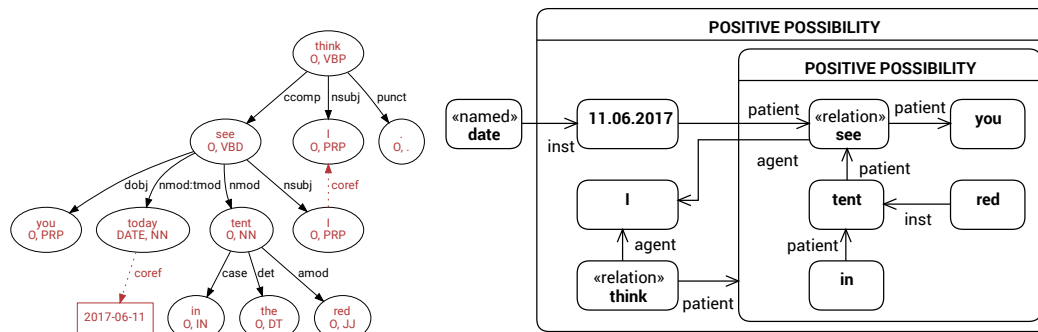 think
O, VBP
ccomp
nsubj
punct
see
O, VBD
I
O, PRP
.
O, .
dobj
nmod:tmod
nmod
nsubj
coref
you
O, PRP
today
DATE, NN
tent
O, NN
I
O, PRP
coref
case
det
amod
2017-06-11
in
O, IN
the
O, DT
red
O, JJ
POSITIVE POSSIBILITY
POSITIVE POSSIBILITY
«named»
date
inst
11.06.2017
patient
«relation»
see
patient
you
agent
patient
I
tent
inst
red
agent
patient
«relation»
think
patient
in